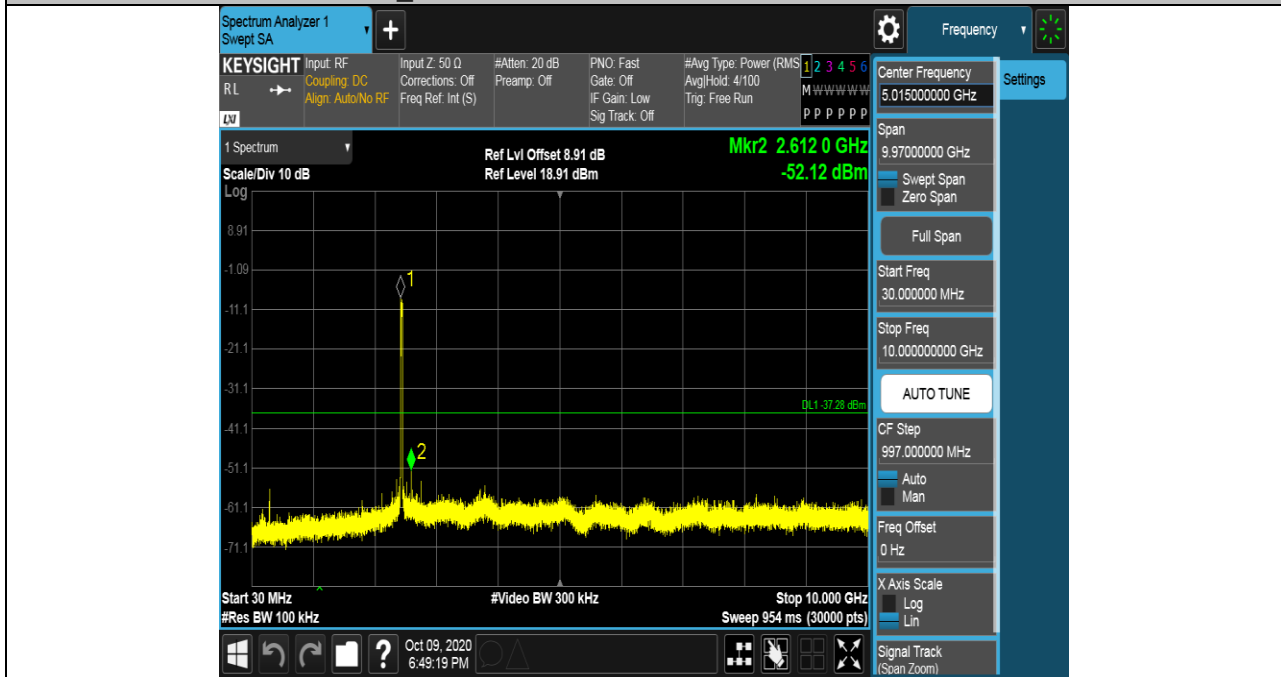 Spectrum Analyzer 1
Swept SA
+
Frequency
KEYSIGHT
RL
LXI
Input: RF
Coupling: DC
Align: Auto/No RF
Input Z: 50 Ω
Corrections: Off
Freq Ref: Int (S)
#Atten: 20 dB
Preamp: Off
PNO: Fast
Gate: Off
IF Gain: Low
Sig Track: Off
#Avg Type: Power (RMS
Avg|Hold: 4/100
Trig: Free Run
1 2 3 4 5 6
M W W W W W
P P P P P P
1 Spectrum
Scale/Div 10 dB
Log
Ref Lvl Offset 8.91 dB
Ref Level 18.91 dBm
Mkr2 2.612 0 GHz
-52.12 dBm
8.91
-1.09
-11.1
-21.1
-31.1
-41.1
-51.1
-61.1
-71.1
1
2
DL1 -37.28 dBm
Start 30 MHz
#Res BW 100 kHz
#Video BW 300 kHz
Stop 10.000 GHz
Sweep 954 ms (30000 pts)
?
Oct 09, 2020
6:49:19 PM
Center Frequency
5.015000000 GHz
Span
9.97000000 GHz
Swept Span
Zero Span
Full Span
Start Freq
30.000000 MHz
Stop Freq
10.000000000 GHz
AUTO TUNE
CF Step
997.000000 MHz
Auto
Man
Freq Offset
0 Hz
X Axis Scale
Log
Lin
Signal Track
(Span Zoom)
Settings